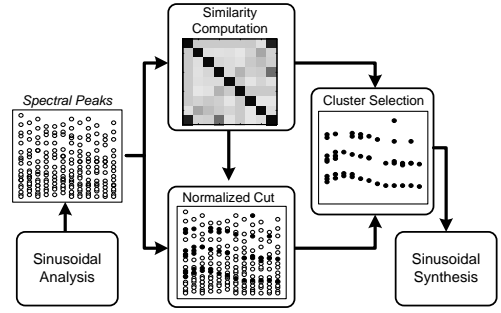 Similarity
Computation
Spectral Peaks
Cluster Selection
Normalized Cut
Sinusoidal
Analysis
Sinusoidal
Synthesis